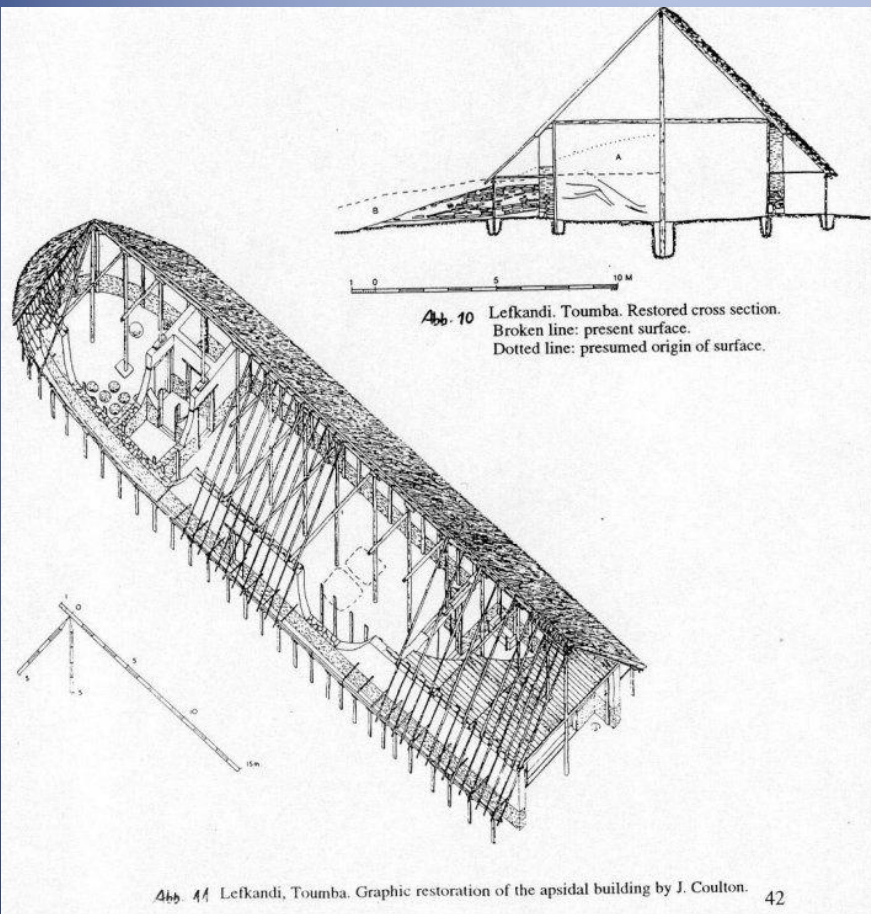 A
B
1 0 5 10 M
Abb. 10 Lefkandi. Toumba. Restored cross section.
Broken line: present surface.
Dotted line: presumed origin of surface.
1 0
5 5 5
10
15m
Abb. 11 Lefkandi, Toumba. Graphic restoration of the apsidal building by J. Coulton.
42